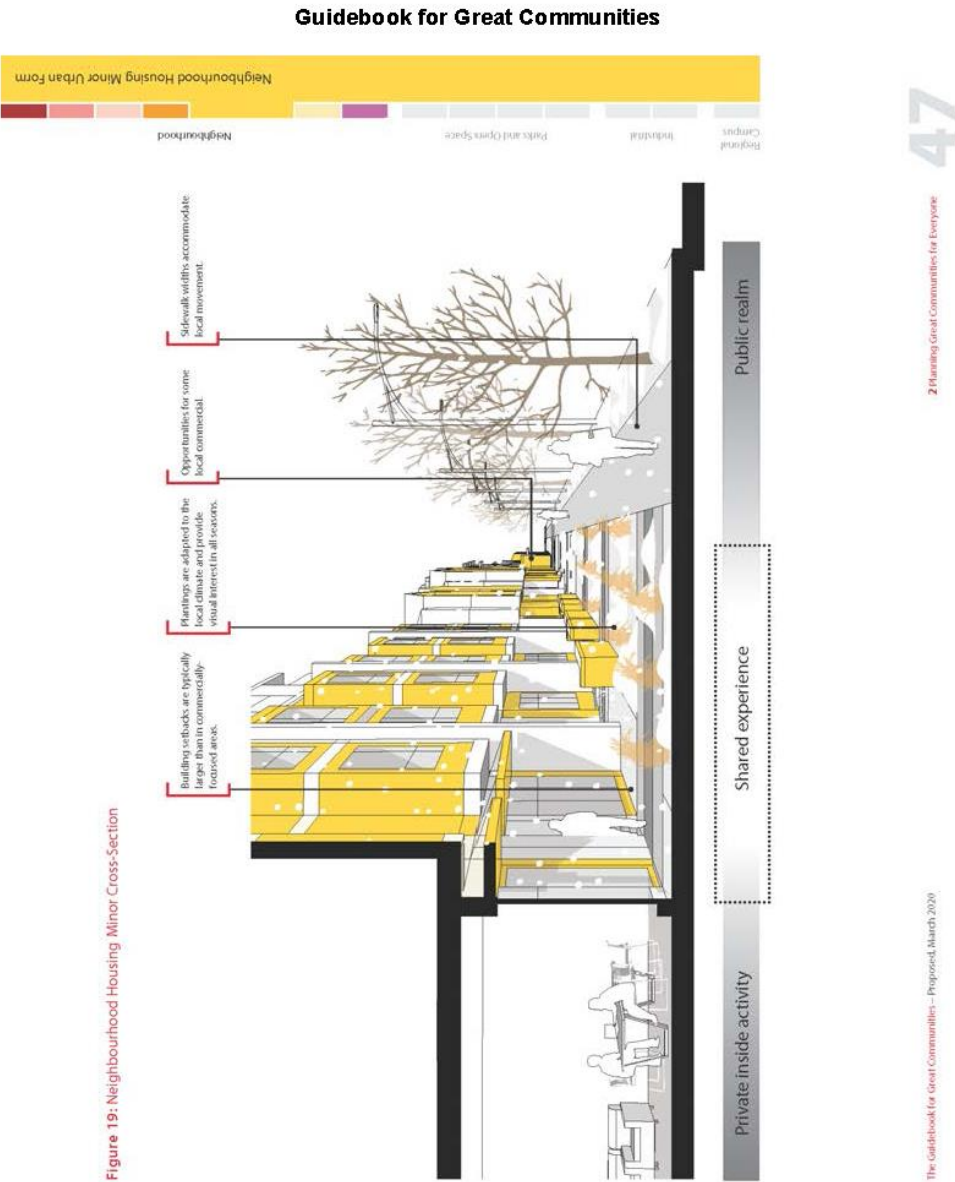 Guidebook for Great Communities
Neighbourhood Housing Minor Urban Form
Neighbourhood
Parks and Opens Space
Industrial
Regional
Campus
Figure 19: Neighbourhood Housing Minor Cross-Section
Building setbacks are typically
larger than in commercially-
focused areas.
Plantings are adapted to the
local climate and provide
visual interest in all seasons.
Opportunities for some
local commercial.
Sidewalk widths accommodate
local movement.
Private inside activity
Shared experience
Public realm
The Guidebook for Great Communities – Proposed, March 2020
2 Planning Great Communities for Everyone
47